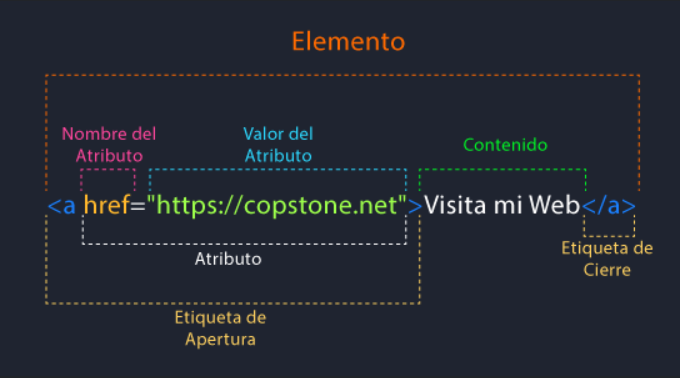 Elemento
Nombre del
Atributo
Valor del
Atributo
Contenido
<a href="https://copstone.net">Visita mi Web</a>
Atributo
Etiqueta de
Cierre
Etiqueta de
Apertura